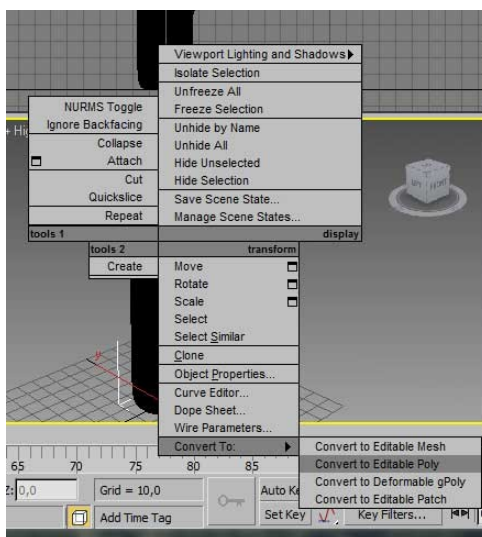 Viewport Lighting and Shadows
Isolate Selection
Unfreeze All
Freeze Selection
Unhide by Name
Unhide All
Hide Unselected
Hide Selection
Save Scene State...
Manage Scene States...
display
NURMS Toggle
Ignore Backfacing
Collapse
Attach
Cut
Quickslice
Repeat
tools 1
tools 2
Create
transform
Move
Rotate
Scale
Select
Select Similar
Clone
Object Properties...
Curve Editor...
Dope Sheet...
Wire Parameters...
Convert To:
Convert to Editable Mesh
Convert to Editable Poly
Convert to Deformable gPoly
Convert to Editable Patch
y
65 70 75 80 85
Z: 0,0
Grid = 10,0
Add Time Tag
Set Key
Key Filters...